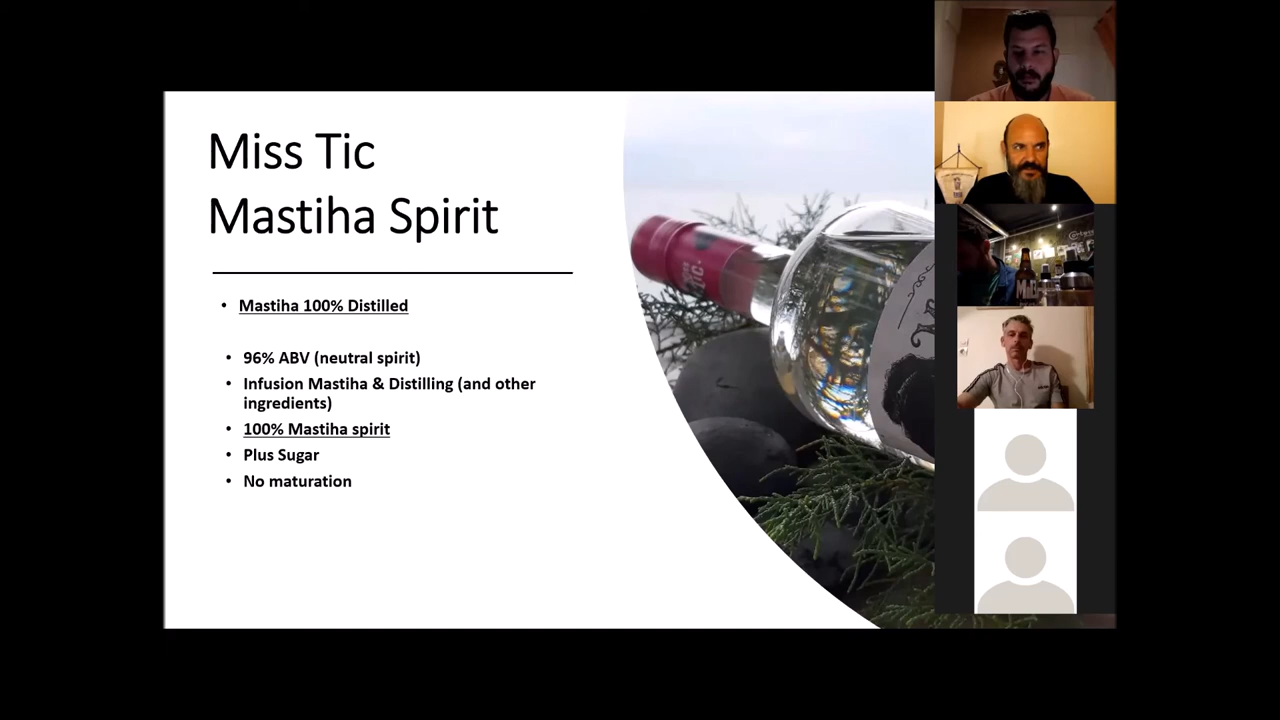 Miss Tic
Mastiha Spirit
• Mastiha 100% Distilled
• 96% ABV (neutral spirit)
• Infusion Mastiha & Distilling (and other
ingredients)
• 100% Mastiha spirit
• Plus Sugar
• No maturation